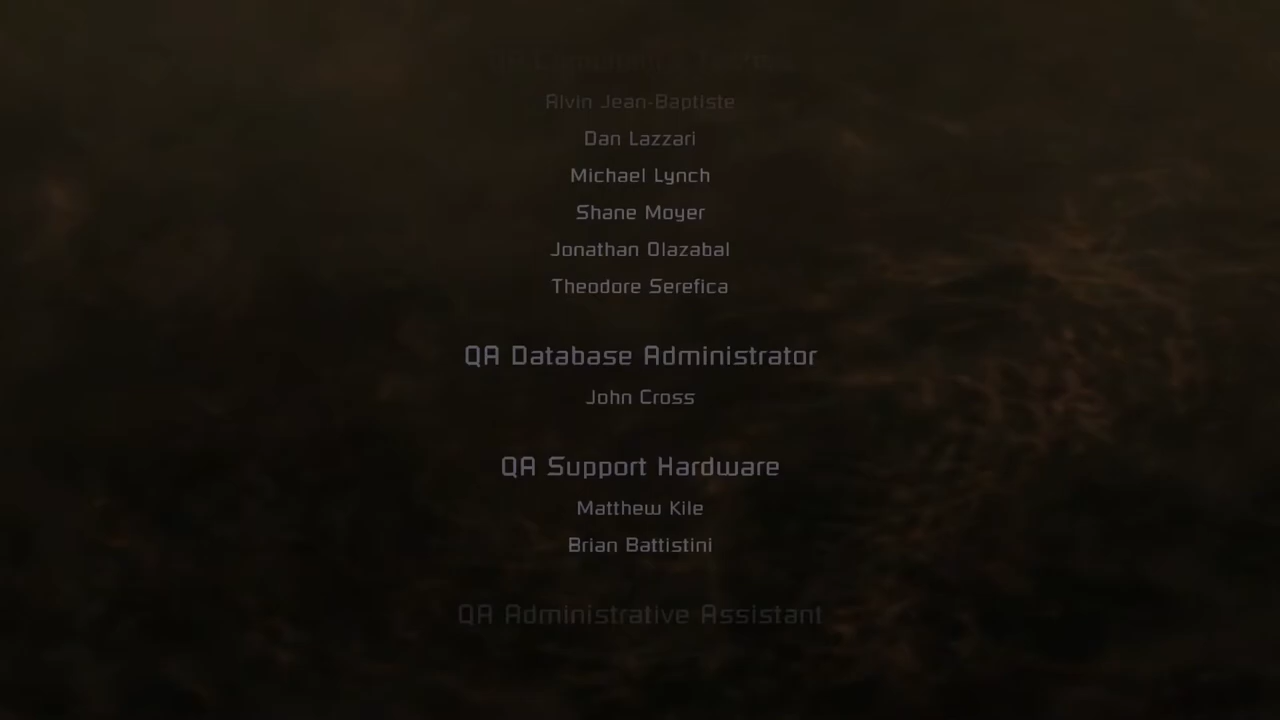 Alvin Jean-Baptiste
Dan Lazzari
Michael Lynch
Shane Moyer
Jonathan Olazabal
Theodore Serefica
QA Database Administrator
John Cross
QA Support Hardware
Matthew Kile
Brian Battistini
QA Administrative Assistant